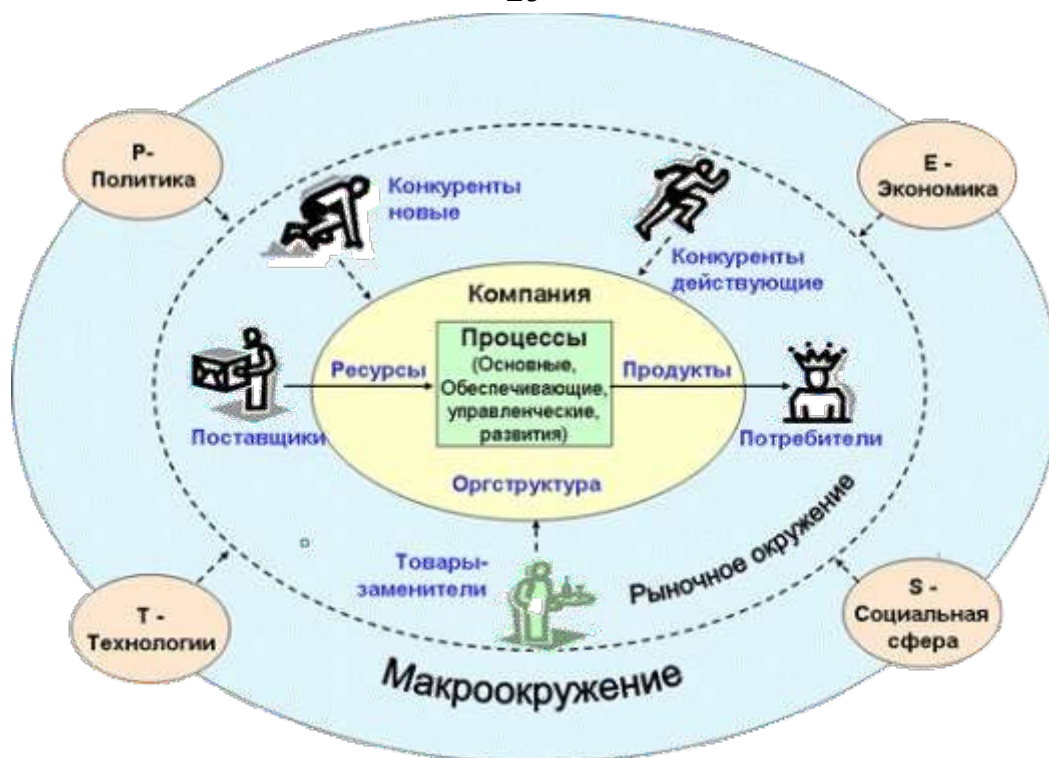 P-
Политика
E -
Экономика
Конкуренты
новые
Конкуренты
действующие
Компания
Процессы
(Основные,
Обеспечивающие,
управленческие,
развития)
Ресурсы
Продукты
Поставщики
Потребители
Оргструктура
Товары-
заменители
Рыночное окружение
T -
Технологии
S -
Социальная
сфера
Макроокружение